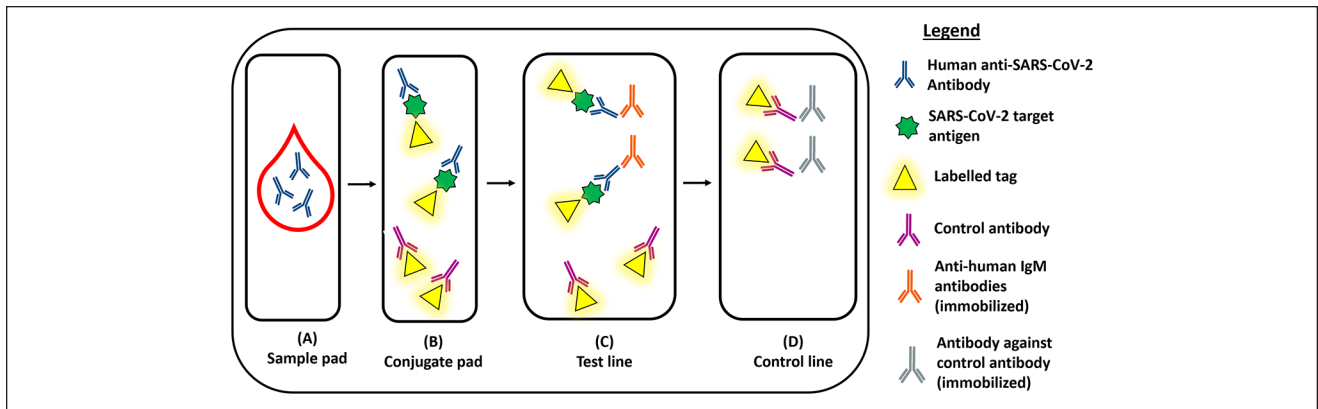 Legend
Human anti-SARS-CoV-2
Antibody
SARS-CoV-2 target
antigen
Labelled tag
Control antibody
Anti-human IgM
antibodies
(immobilized)
Antibody against
control antibody
(immobilized)
(A)
Sample pad
(B)
Conjugate pad
(C)
Test line
(D)
Control line